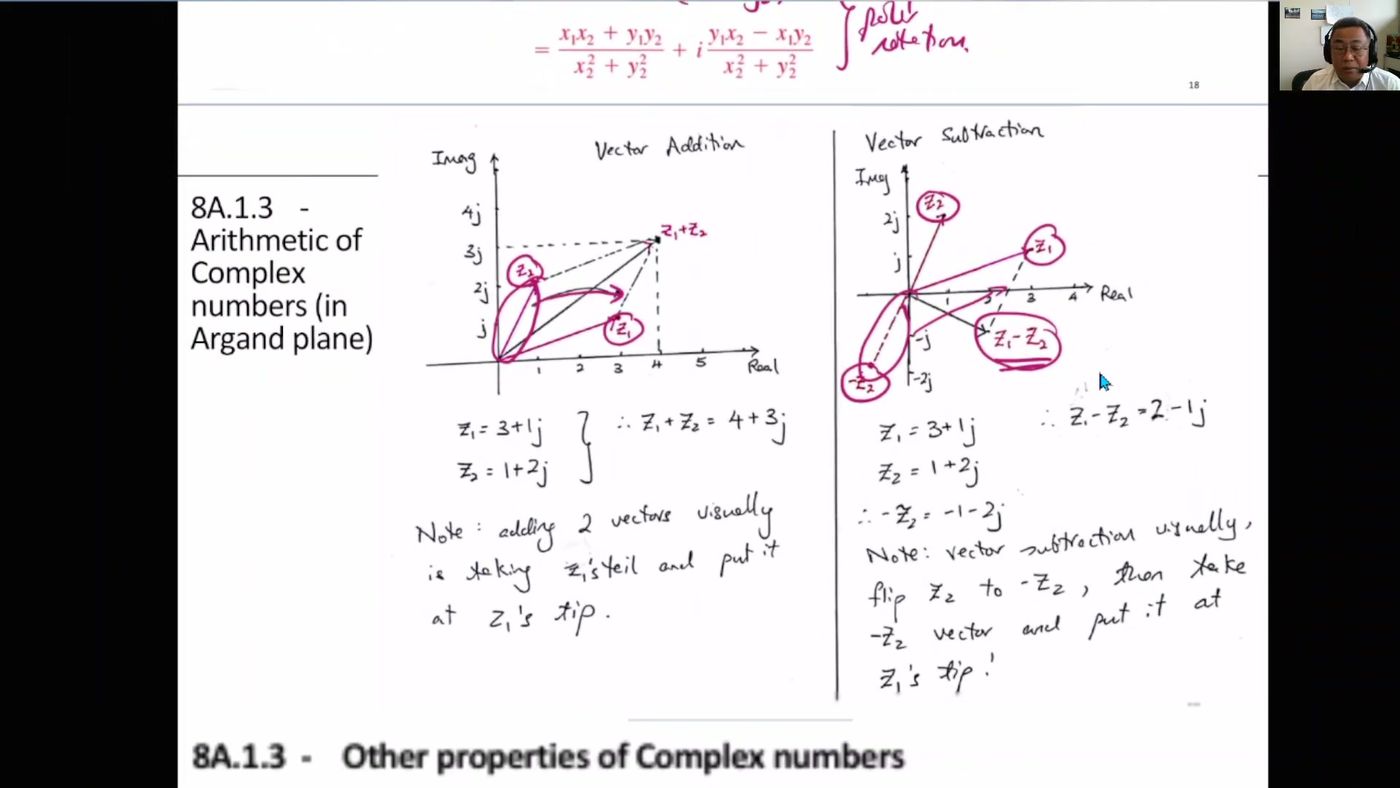 = x₁x₂ + y₁y₂ / x₂² + y₂² + i y₁x₂ − x₁y₂ / x₂² + y₂²
18
8A.1.3 -
Arithmetic of
Complex
numbers (in
Argand plane)
Vector Addition
Imag
4j
3j
2j
j
z₂
z₁+z₂
z₁
1 2 3 4 5 Real
z₁ = 3+1j
z₂ = 1+2j
∴ z₁+z₂ = 4+3j
Note: adding 2 vectors visually
is taking z₁'s teil and put it
at z₁'s tip.
Vector Subtraction
Imag
2j
j
z₂
z₁
2 3 4 Real
-j
-2j
z₁-z₂
-z₂
z₁ = 3+1j
z₂ = 1+2j
∴ -z₂ = -1-2j
∴ z₁-z₂ = 2-1j
Note: vector subtraction visually,
flip z₂ to -z₂, then take
-z₂ vector and put it at
z₁'s tip!
8A.1.3 - Other properties of Complex numbers